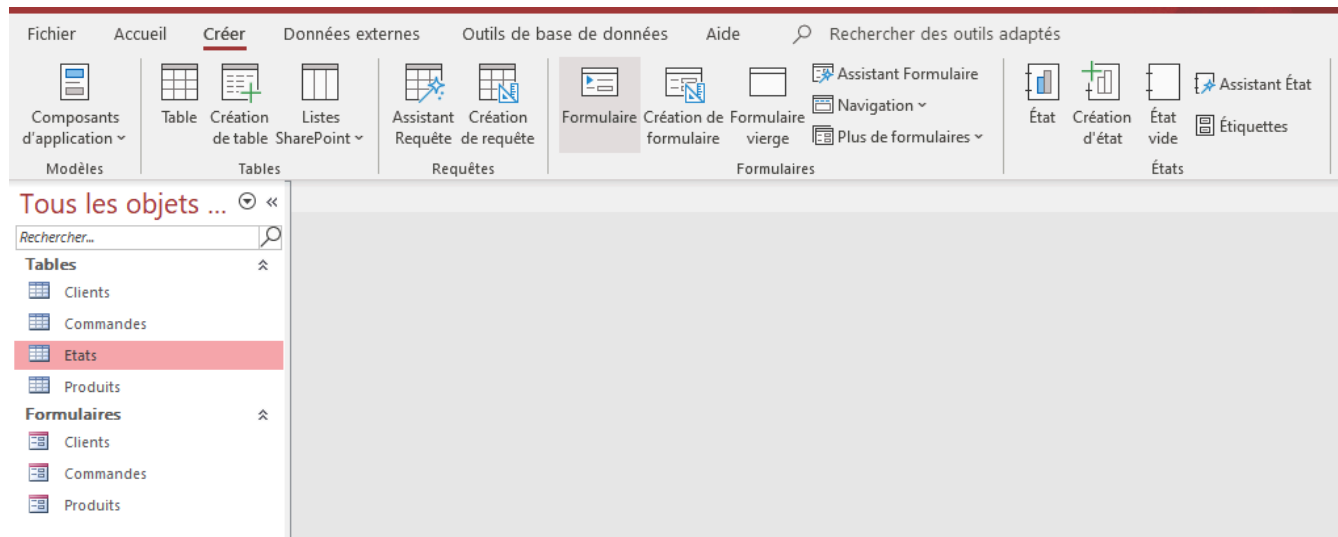 Fichier Accueil Créer Données externes Outils de base de données Aide Rechercher des outils adaptés
Composants d'application
Modèles
Table
Création de table
Listes SharePoint
Tables
Assistant Requête
Création de requête
Requêtes
Formulaire
Création de formulaire
Formulaire vierge
Assistant Formulaire
Navigation
Plus de formulaires
Formulaires
État
Création d'état
État vide
Assistant État
Étiquettes
États
Tous les objets ...
Rechercher...
Tables
Clients
Commandes
Etats
Produits
Formulaires
Clients
Commandes
Produits